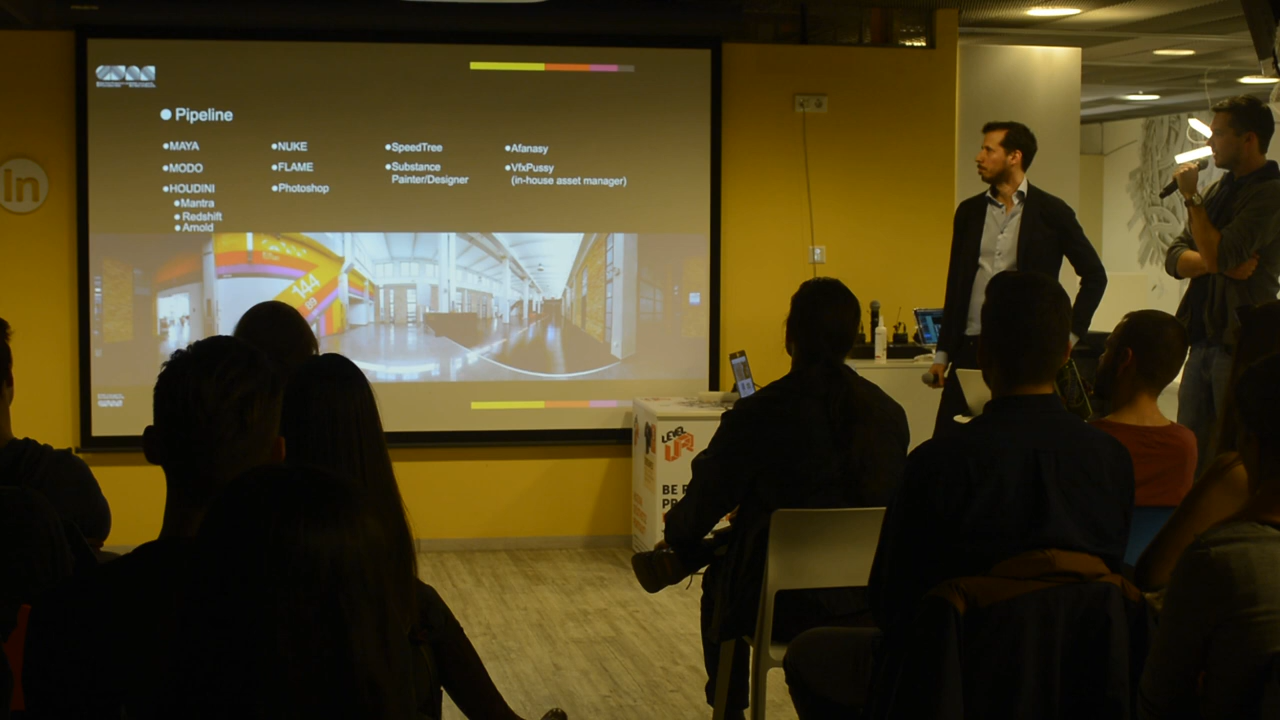 Pipeline
MAYA
MODO
HOUDINI
Mantra
Redshift
Arnold
NUKE
FLAME
Photoshop
SpeedTree
Substance
Painter/Designer
Afanasy
VfxPussy
(in-house asset manager)
144
89
In
LEVEL
UP
BE
PR